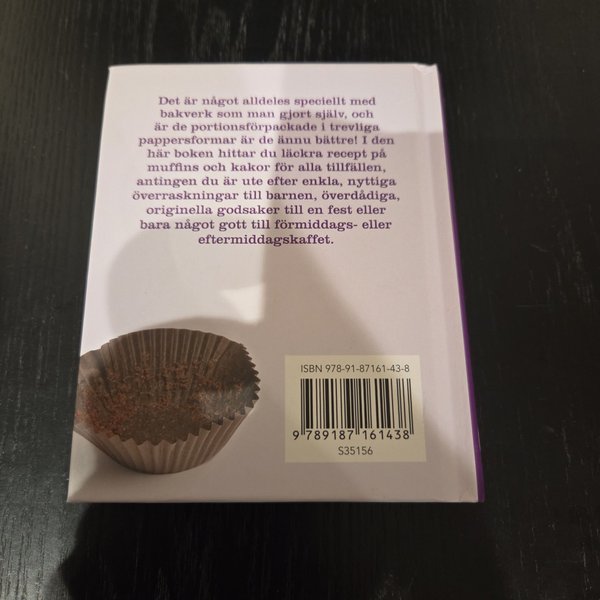 Det är något alldeles speciellt med
bakverk som man gjort själv, och
är de portionsförpackade i trevliga
pappersformar är de ännu bättre! I den
här boken hittar du läckra recept på
muffins och kakor för alla tillfällen,
antingen du är ute efter enkla, nyttiga
överraskningar till barnen, överdådiga,
originella godsaker till en fest eller
bara något gott till förmiddags- eller
eftermiddagskaffet.
ISBN 978-91-87161-43-8
9 789187 161438
S35156